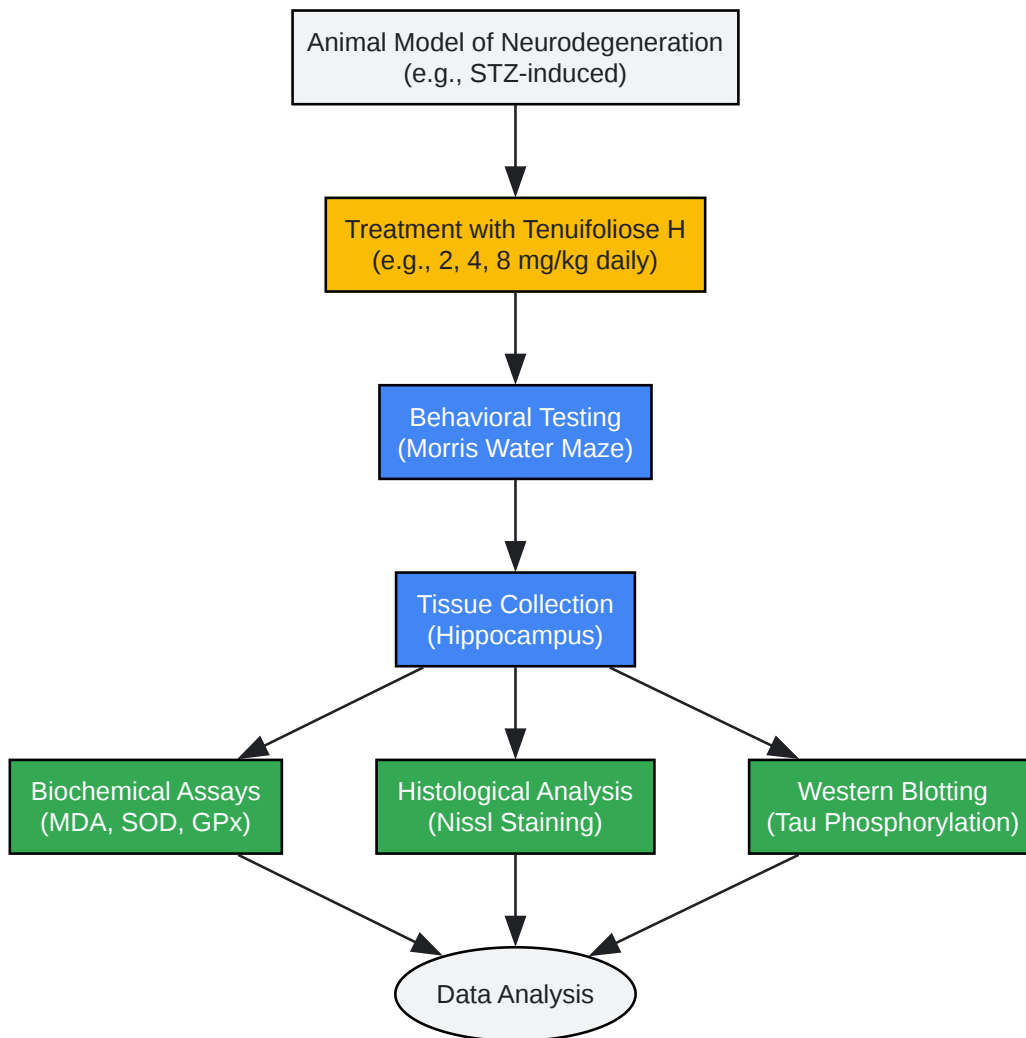 Animal Model of Neurodegeneration
(e.g., STZ-induced)
Treatment with Tenuifoliose H
(e.g., 2, 4, 8 mg/kg daily)
Behavioral Testing
(Morris Water Maze)
Tissue Collection
(Hippocampus)
Biochemical Assays
(MDA, SOD, GPx)
Histological Analysis
(Nissl Staining)
Western Blotting
(Tau Phosphorylation)
Data Analysis